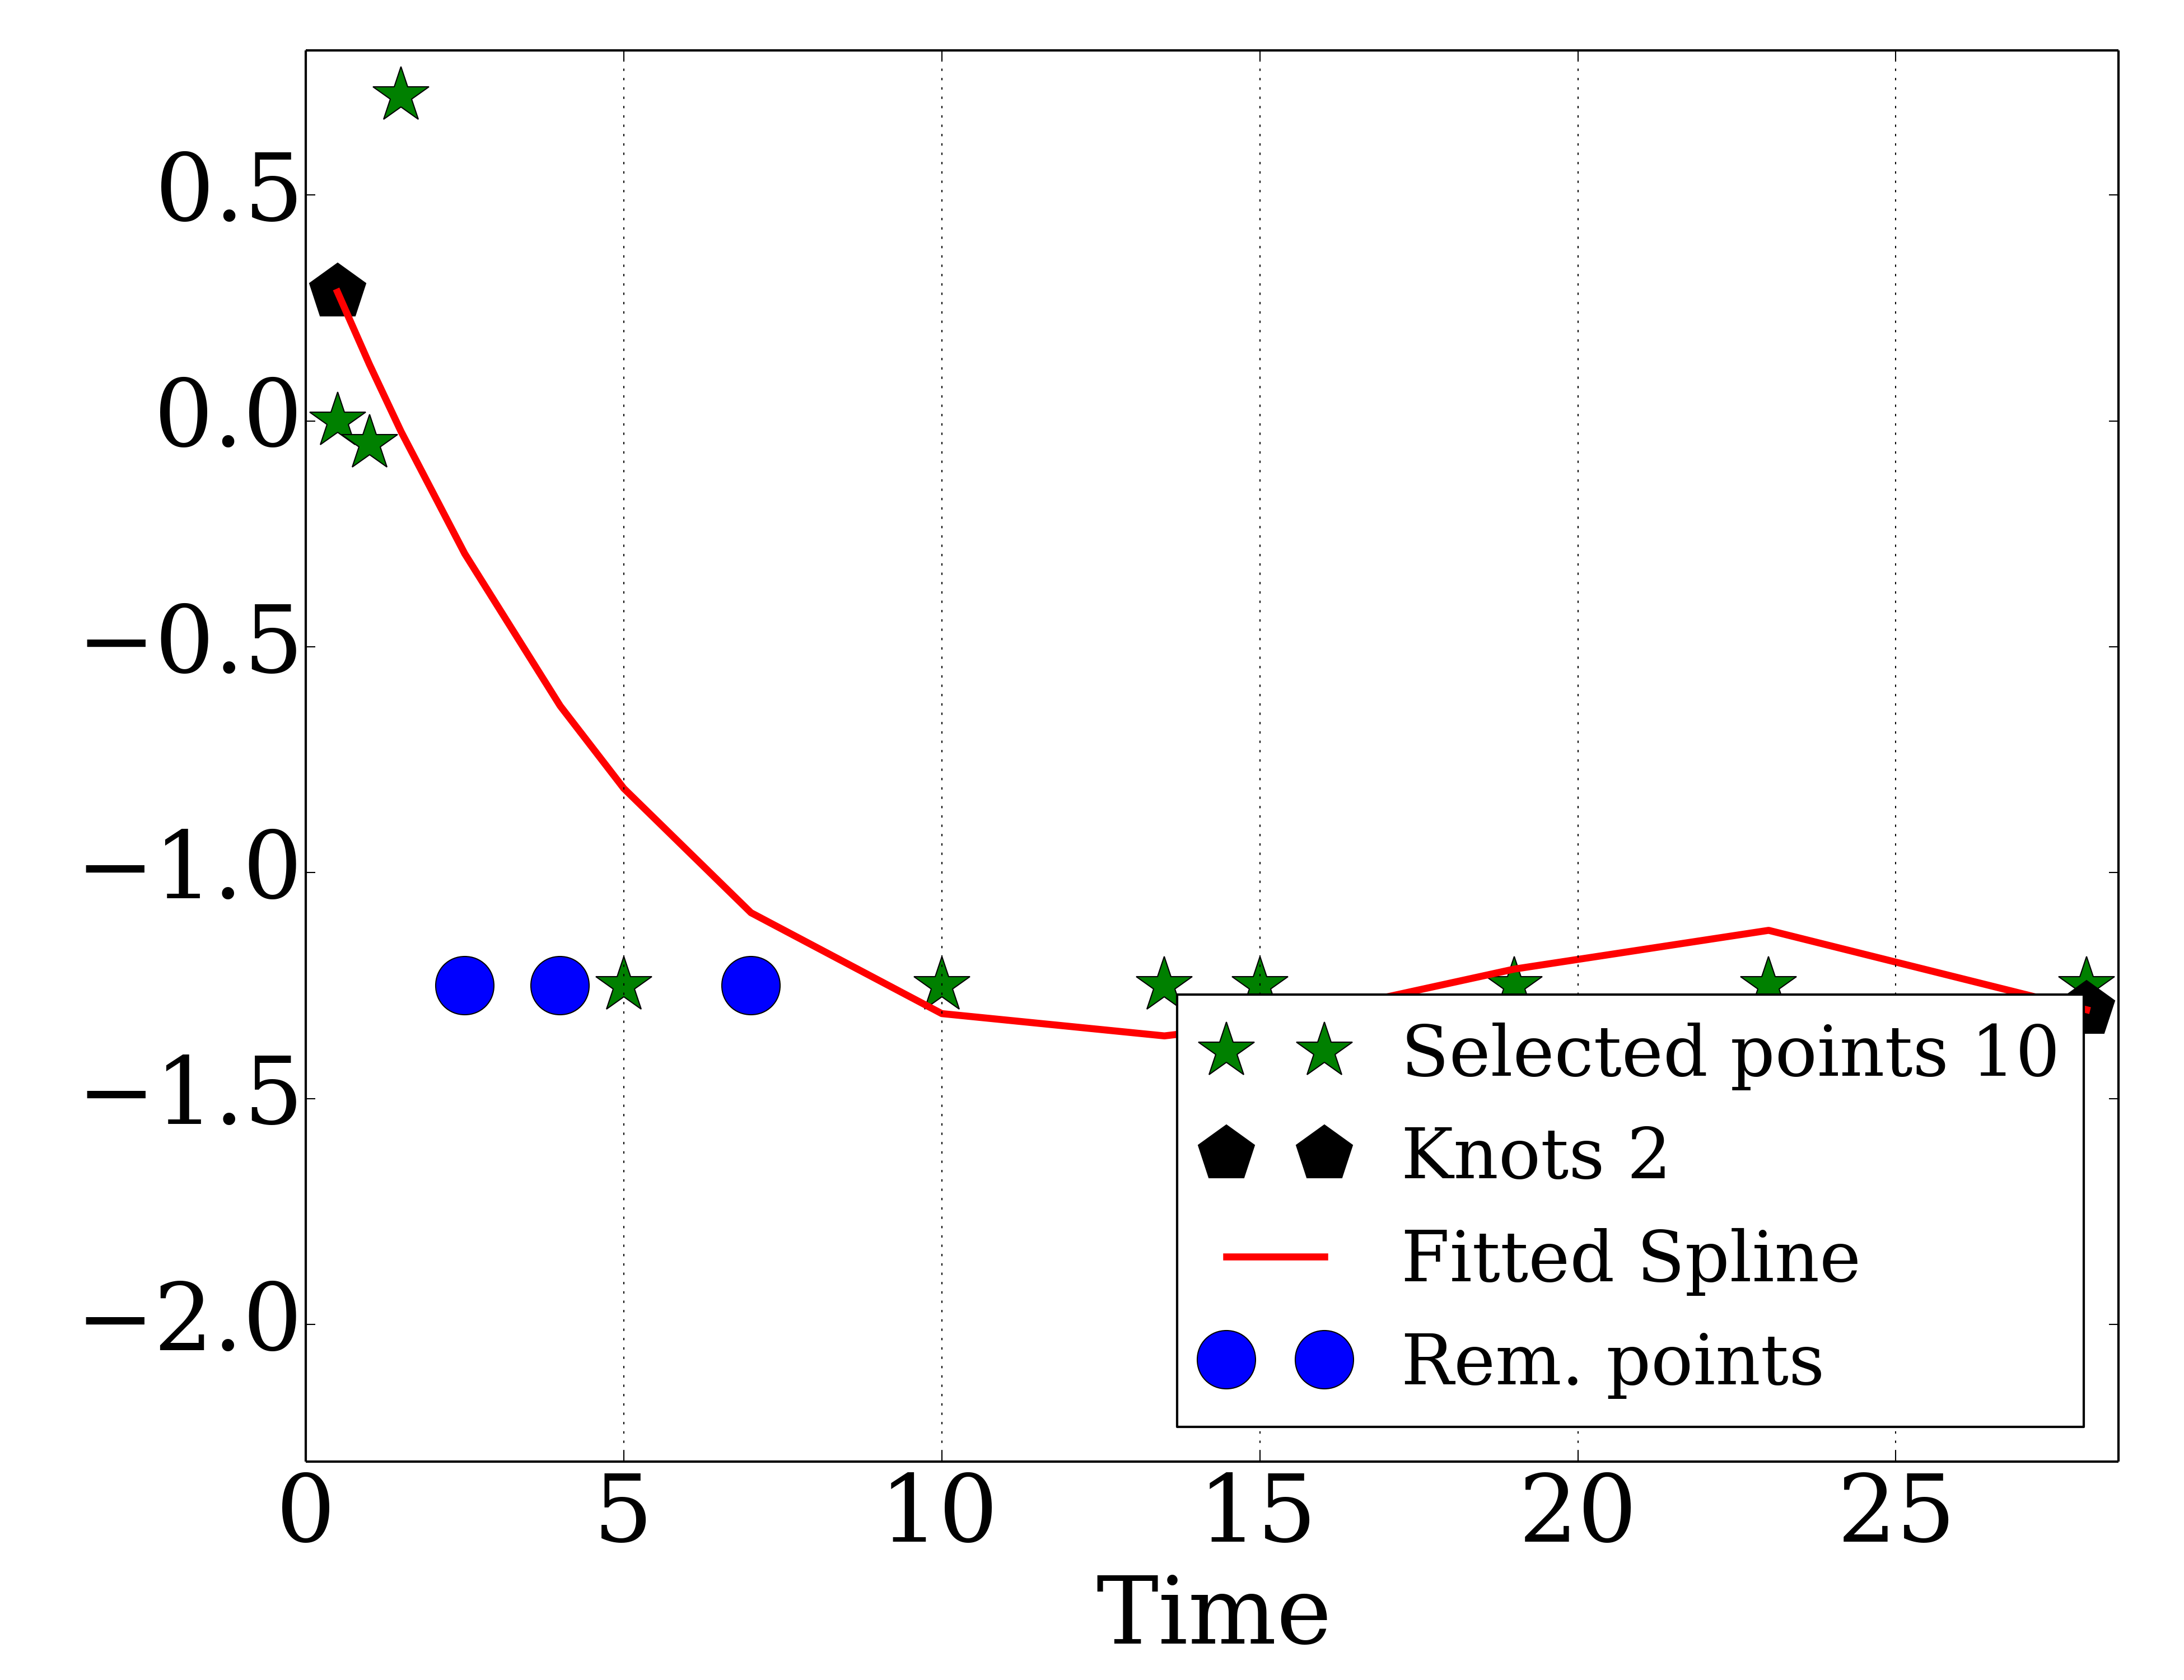 0.5
0.0
−0.5
−1.0
−1.5
−2.0
Selected points 10
Knots 2
Fitted Spline
Rem. points
0 5 10 15 20 25
Time